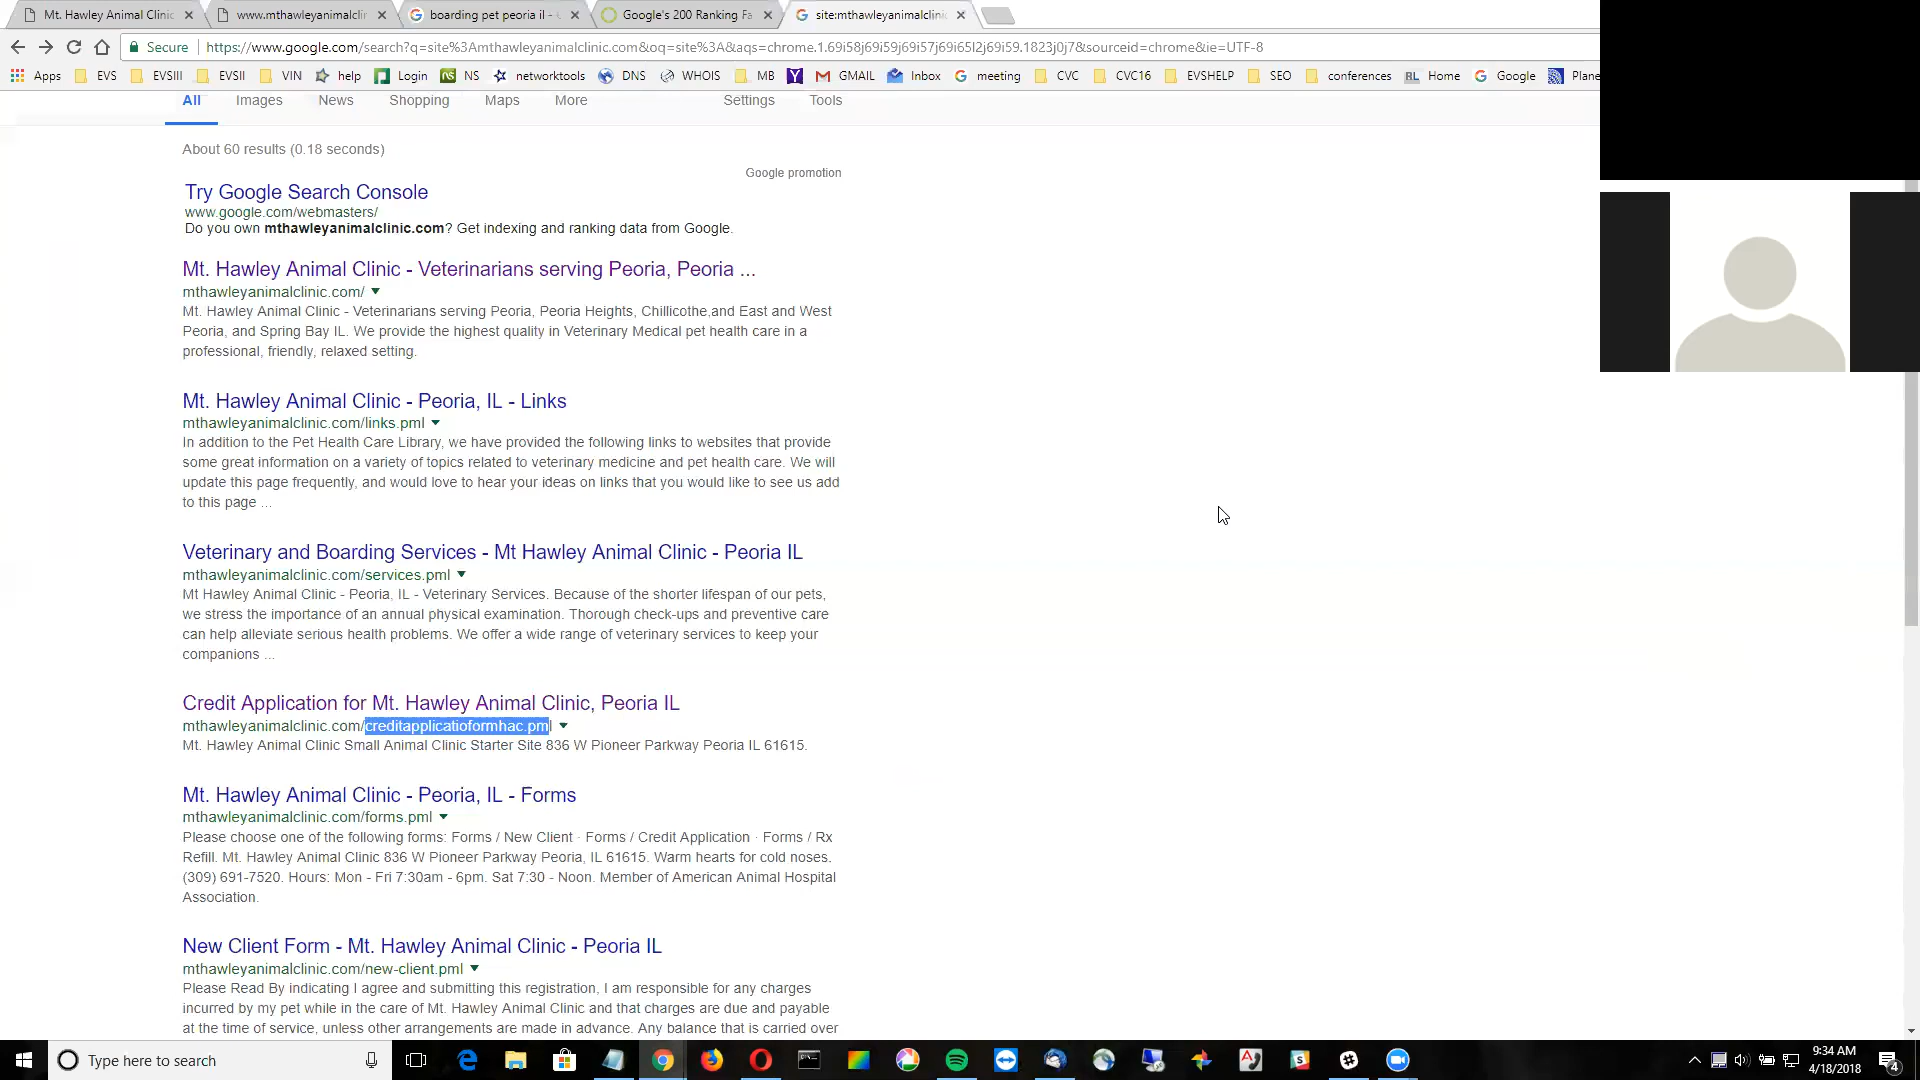 Mt. Hawley Animal Clinic
www.mthawleyanimalclin
boarding pet peoria il -
Google's 200 Ranking Fa
site:mthawleyanimalclinic
Secure
https://www.google.com/search?q=site%3Amthawleyanimalclinic.com&oq=site%3A&aqs=chrome.1.69i58j69i59j69i57j69i65l2j69i59.1823j0j7&sourceid=chrome&ie=UTF-8
Apps EVS EVSIII EVSII VIN help Login NS networktools DNS WHOIS MB GMAIL Inbox meeting CVC CVC16 EVSHELP SEO conferences Home Google Plane
All Images News Shopping Maps More Settings Tools
About 60 results (0.18 seconds)
Google promotion
Try Google Search Console
www.google.com/webmasters/
Do you own mthawleyanimalclinic.com? Get indexing and ranking data from Google.
Mt. Hawley Animal Clinic - Veterinarians serving Peoria, Peoria ...
mthawleyanimalclinic.com/
Mt. Hawley Animal Clinic - Veterinarians serving Peoria, Peoria Heights, Chillicothe,and East and West
Peoria, and Spring Bay IL. We provide the highest quality in Veterinary Medical pet health care in a
professional, friendly, relaxed setting.
Mt. Hawley Animal Clinic - Peoria, IL - Links
mthawleyanimalclinic.com/links.pml
In addition to the Pet Health Care Library, we have provided the following links to websites that provide
some great information on a variety of topics related to veterinary medicine and pet health care. We will
update this page frequently, and would love to hear your ideas on links that you would like to see us add
to this page ...
Veterinary and Boarding Services - Mt Hawley Animal Clinic - Peoria IL
mthawleyanimalclinic.com/services.pml
Mt Hawley Animal Clinic - Peoria, IL - Veterinary Services. Because of the shorter lifespan of our pets,
we stress the importance of an annual physical examination. Thorough check-ups and preventive care
can help alleviate serious health problems. We offer a wide range of veterinary services to keep your
companions ...
Credit Application for Mt. Hawley Animal Clinic, Peoria IL
mthawleyanimalclinic.com/creditapplicatioformhac.pml
Mt. Hawley Animal Clinic Small Animal Clinic Starter Site 836 W Pioneer Parkway Peoria IL 61615.
Mt. Hawley Animal Clinic - Peoria, IL - Forms
mthawleyanimalclinic.com/forms.pml
Please choose one of the following forms: Forms / New Client · Forms / Credit Application · Forms / Rx
Refill. Mt. Hawley Animal Clinic 836 W Pioneer Parkway Peoria, IL 61615. Warm hearts for cold noses.
(309) 691-7520. Hours: Mon - Fri 7:30am - 6pm. Sat 7:30 - Noon. Member of American Animal Hospital
Association.
New Client Form - Mt. Hawley Animal Clinic - Peoria IL
mthawleyanimalclinic.com/new-client.pml
Please Read By indicating I agree and submitting this registration, I am responsible for any charges
incurred by my pet while in the care of Mt. Hawley Animal Clinic and that charges are due and payable
at the time of service, unless other arrangements are made in advance. Any balance that is carried over
Type here to search
9:34 AM
4/18/2018
4